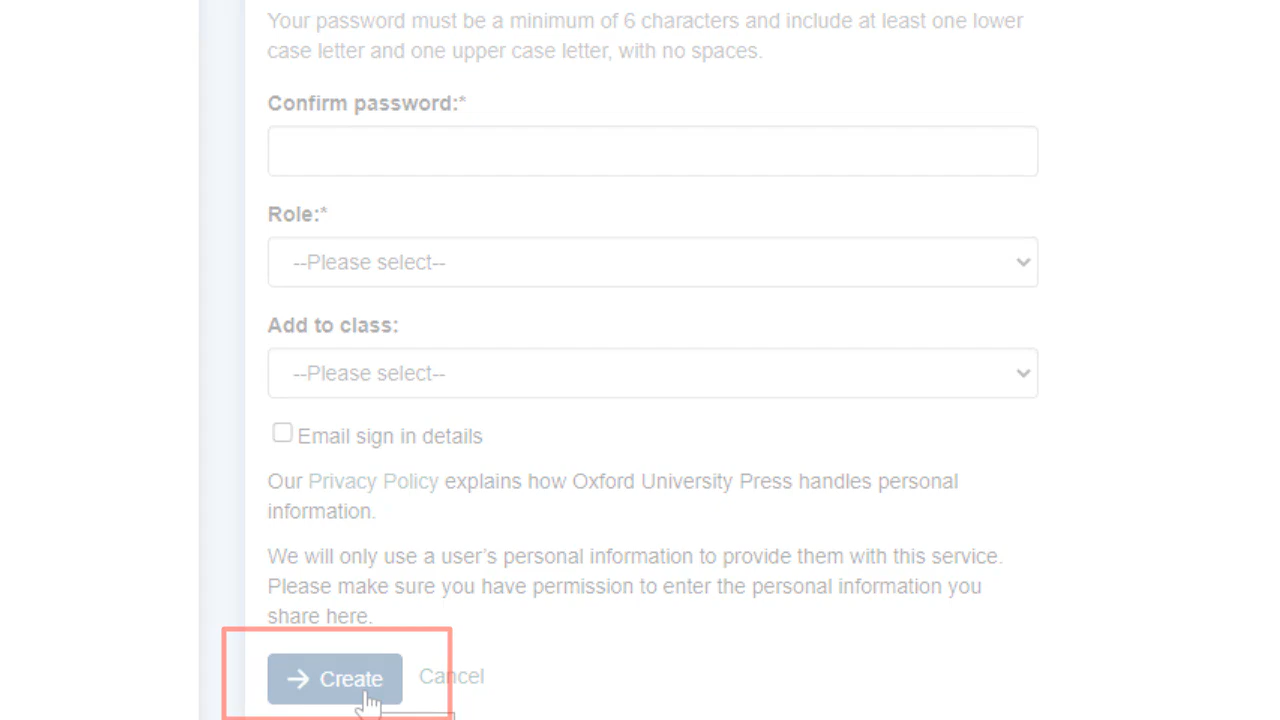 Your password must be a minimum of 6 characters and include at least one lower
case letter and one upper case letter, with no spaces.
Confirm password:*
Role:*
--Please select--
Add to class:
--Please select--
Email sign in details
Our Privacy Policy explains how Oxford University Press handles personal
information.
We will only use a user’s personal information to provide them with this service.
Please make sure you have permission to enter the personal information you
share here.
Create Cancel